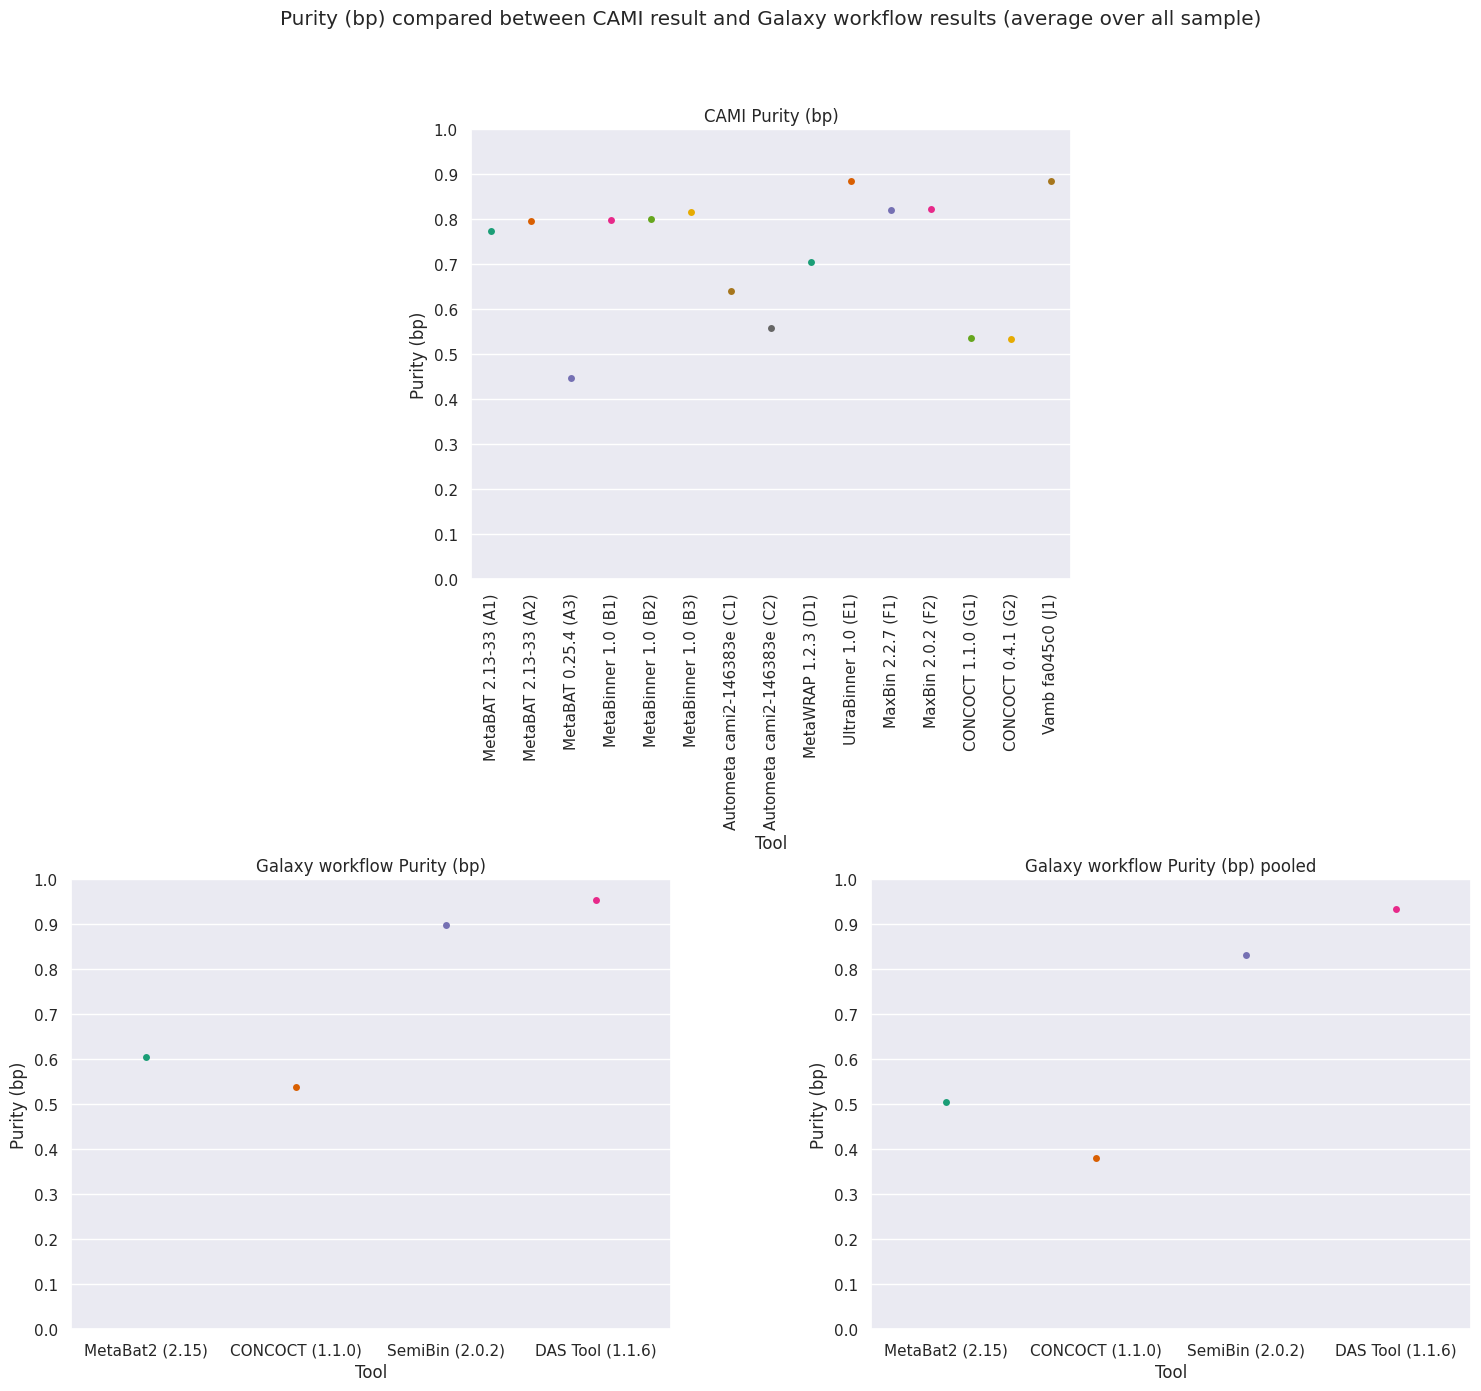 Purity (bp) compared between CAMI result and Galaxy workflow results (average over all sample)
CAMI Purity (bp)
1.0
0.9
0.8
0.7
0.6
0.5
0.4
0.3
0.2
0.1
0.0
Purity (bp)
MetaBAT 2.13-33 (A1)
MetaBAT 2.13-33 (A2)
MetaBAT 0.25.4 (A3)
MetaBinner 1.0 (B1)
MetaBinner 1.0 (B2)
MetaBinner 1.0 (B3)
Autometa cami2-146383e (C1)
Autometa cami2-146383e (C2)
MetaWRAP 1.2.3 (D1)
UltraBinner 1.0 (E1)
MaxBin 2.2.7 (F1)
MaxBin 2.0.2 (F2)
CONCOCT 1.1.0 (G1)
CONCOCT 0.4.1 (G2)
Vamb fa045c0 (J1)
Tool
Galaxy workflow Purity (bp)
1.0
0.9
0.8
0.7
0.6
0.5
0.4
0.3
0.2
0.1
0.0
Purity (bp)
MetaBat2 (2.15) CONCOCT (1.1.0) SemiBin (2.0.2) DAS Tool (1.1.6)
Tool
Galaxy workflow Purity (bp) pooled
1.0
0.9
0.8
0.7
0.6
0.5
0.4
0.3
0.2
0.1
0.0
Purity (bp)
MetaBat2 (2.15) CONCOCT (1.1.0) SemiBin (2.0.2) DAS Tool (1.1.6)
Tool